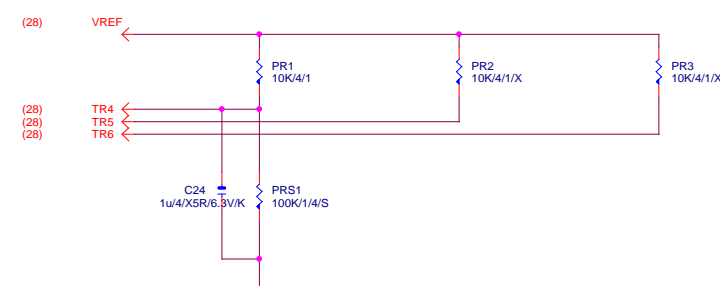 (28) VREF
PR1 PR2 PR3
10K/4/1 10K/4/1/X 10K/4/1/X
(28) TR4
(28) TR5
(28) TR6
C24 PRS1
1u/4/X5R/6.3V/K 100K/1/4/S